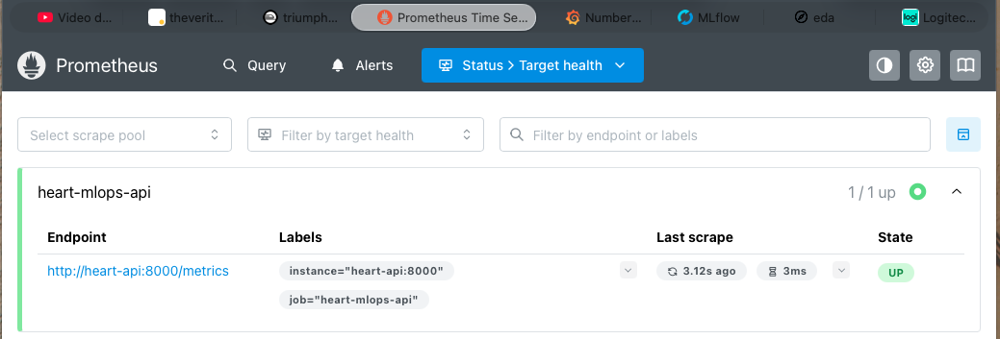 Video d...
theverit...
triumph...
Prometheus Time Se...
Number...
MLflow
eda
logi
Logitec...
Prometheus
Query
Alerts
Status > Target health
Select scrape pool
Filter by target health
Filter by endpoint or labels
heart-mlops-api
1 / 1 up
Endpoint
Labels
Last scrape
State
http://heart-api:8000/metrics
instance="heart-api:8000"
3.12s ago
3ms
UP
job="heart-mlops-api"